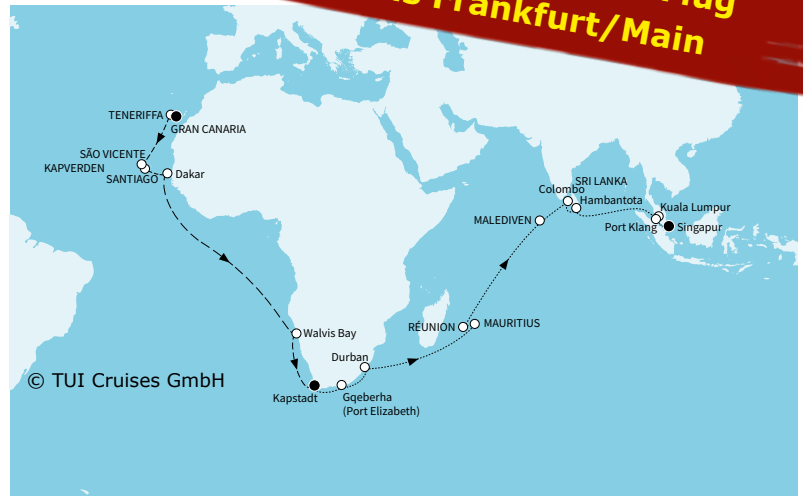 Frankfurt/Main
TENERIFFA
GRAN CANARIA
SÃO VICENTE
KAPVERDEN
SANTIAGO
Dakar
SRI LANKA
Colombo
Hambantota
Kuala Lumpur
MALEDIVEN
Port Klang
Singapur
RÉUNION
MAURITIUS
Walvis Bay
Durban
© TUI Cruises GmbH
Kapstadt
Gqeberha
(Port Elizabeth)